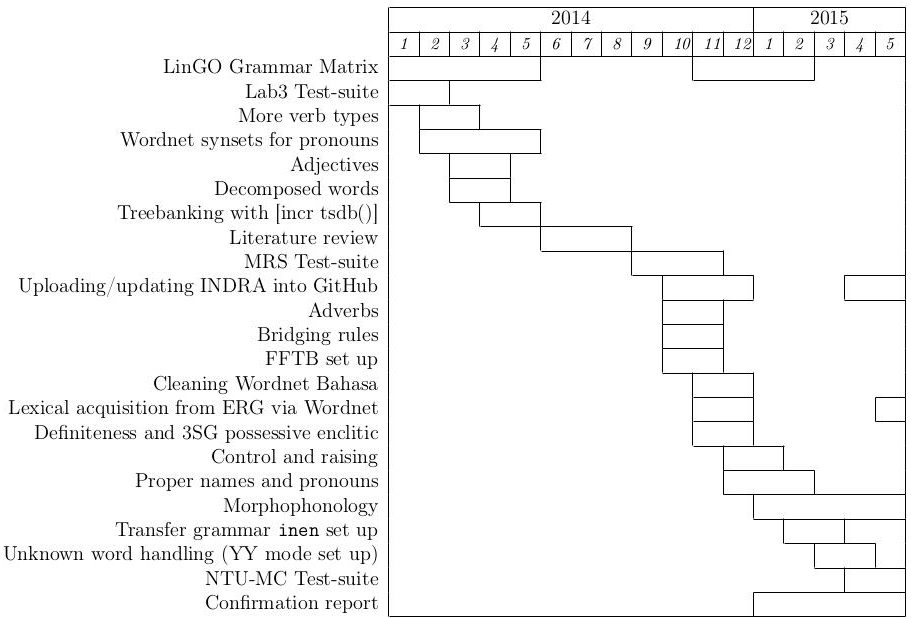 2014 2015
1 2 3 4 5 6 7 8 9 10 11 12 1 2 3 4 5
LinGO Grammar Matrix
Lab3 Test-suite
More verb types
Wordnet synsets for pronouns
Adjectives
Decomposed words
Treebanking with [incr tsdb()]
Literature review
MRS Test-suite
Uploading/updating INDRA into GitHub
Adverbs
Bridging rules
FFTB set up
Cleaning Wordnet Bahasa
Lexical acquisition from ERG via Wordnet
Definiteness and 3SG possessive enclitic
Control and raising
Proper names and pronouns
Morphophonology
Transfer grammar inen set up
Unknown word handling (YY mode set up)
NTU-MC Test-suite
Confirmation report